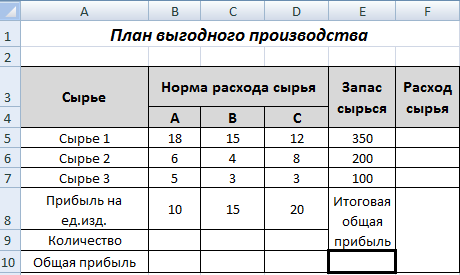 A B C D E F
1 План выгодного производства
2
3 Сырье Норма расхода сырья Запас сырься Расход сырья
4 А В С
5 Сырье 1 18 15 12 350
6 Сырье 2 6 4 8 200
7 Сырье 3 5 3 3 100
8 Прибыль на ед.изд. 10 15 20 Итоговая общая прибыль
9 Количество
10 Общая прибыль